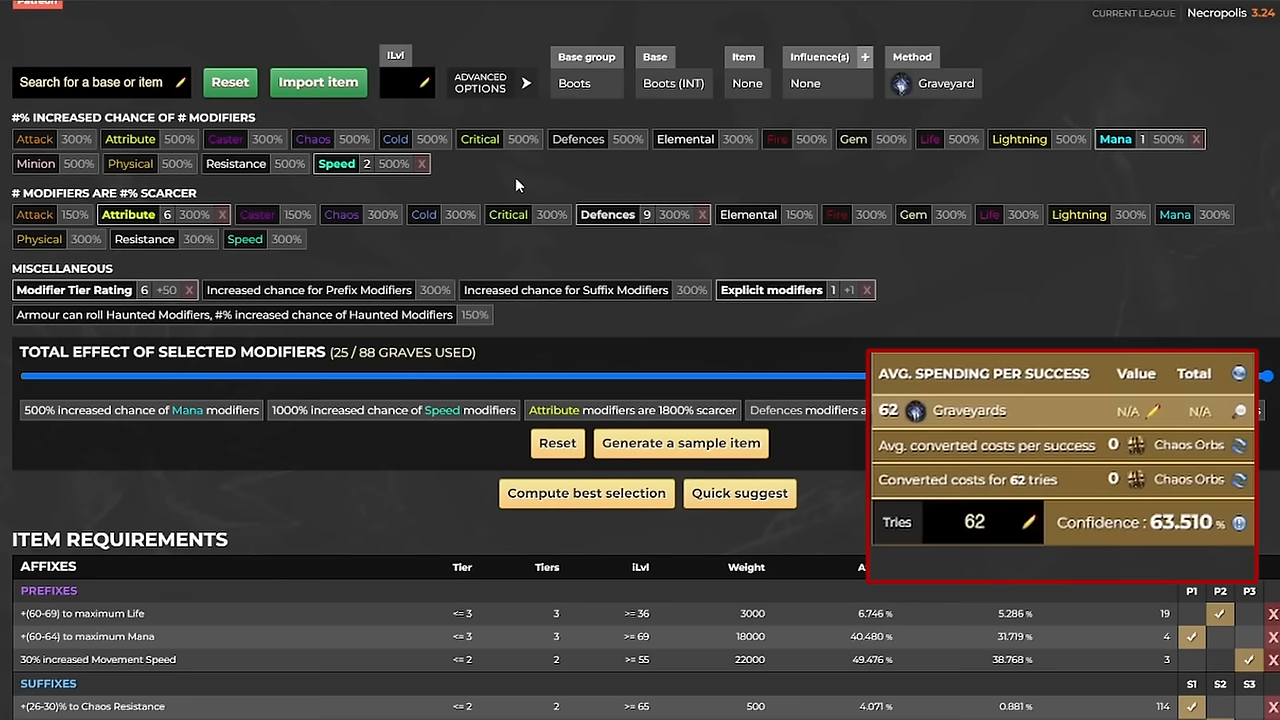 Patreon
CURRENT LEAGUE Necropolis 3.24
iLvl
Base group Base Item Influence(s) + Method
Search for a base or item Reset Import item ADVANCED OPTIONS Boots Boots (INT) None None Graveyard
#% INCREASED CHANCE OF # MODIFIERS
Attack 300% Attribute 500% Caster 300% Chaos 500% Cold 500% Critical 500% Defences 500% Elemental 300% Fire 500% Gem 500% Life 500% Lightning 500% Mana 1 500% X
Minion 500% Physical 500% Resistance 500% Speed 2 500% X
# MODIFIERS ARE #% SCARCER
Attack 150% Attribute 6 300% X Caster 150% Chaos 300% Cold 300% Critical 300% Defences 9 300% X Elemental 150% Fire 300% Gem 300% Life 300% Lightning 300% Mana 300%
Physical 300% Resistance 300% Speed 300%
MISCELLANEOUS
Modifier Tier Rating 6 +50 X Increased chance for Prefix Modifiers 300% Increased chance for Suffix Modifiers 300% Explicit modifiers 1 +1 X
Armour can roll Haunted Modifiers, #% increased chance of Haunted Modifiers 150%
TOTAL EFFECT OF SELECTED MODIFIERS (25 / 88 GRAVES USED)
500% increased chance of Mana modifiers 1000% increased chance of Speed modifiers Attribute modifiers are 1800% scarcer Defences modifiers a
Reset Generate a sample item
Compute best selection Quick suggest
AVG. SPENDING PER SUCCESS Value Total
62 Graveyards N/A N/A
Avg. converted costs per success 0 Chaos Orbs
Converted costs for 62 tries 0 Chaos Orbs
Tries 62 Confidence : 63.510 %
ITEM REQUIREMENTS
AFFIXES Tier Tiers iLvl Weight A
PREFIXES P1 P2 P3
+(60-69) to maximum Life <= 3 3 >= 36 3000 6.746 % 5.286 % 19 X
+(60-64) to maximum Mana <= 3 3 >= 69 18000 40.480 % 31.719 % 4 X
30% increased Movement Speed <= 2 2 >= 55 22000 49.476 % 38.768 % 3 X
SUFFIXES S1 S2 S3
+(26-30)% to Chaos Resistance <= 2 2 >= 65 500 4.071 % 0.881 % 114 X